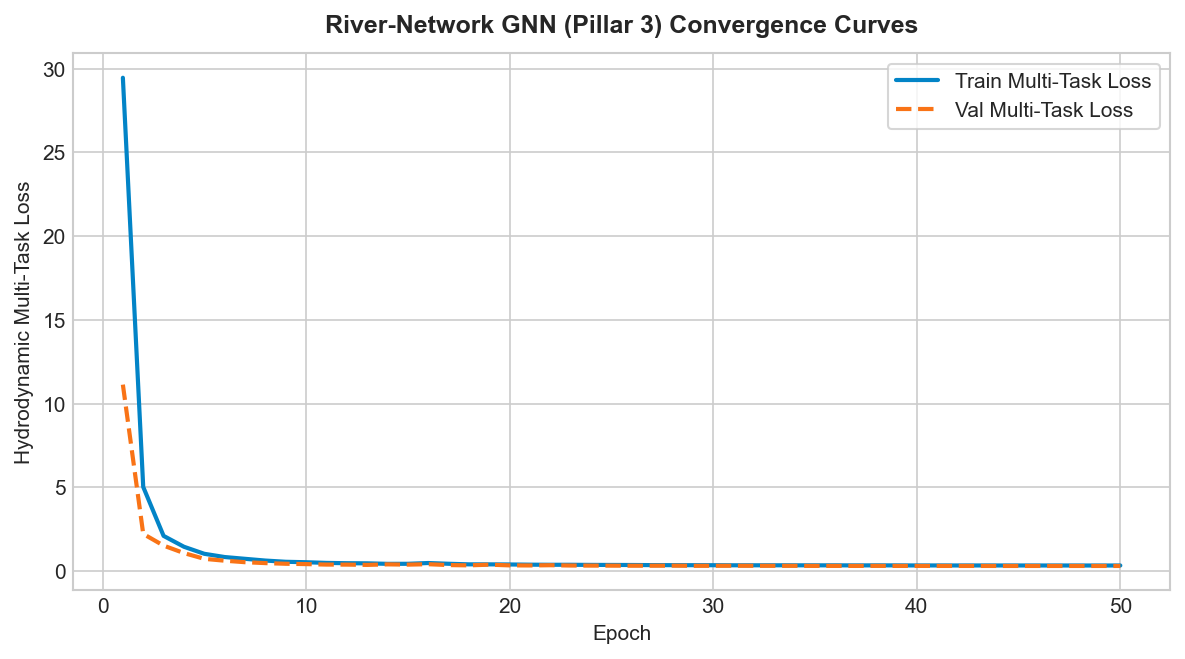 River-Network GNN (Pillar 3) Convergence Curves
Train Multi-Task Loss
Val Multi-Task Loss
Hydrodynamic Multi-Task Loss
30
25
20
15
10
5
0
0 10 20 30 40 50
Epoch